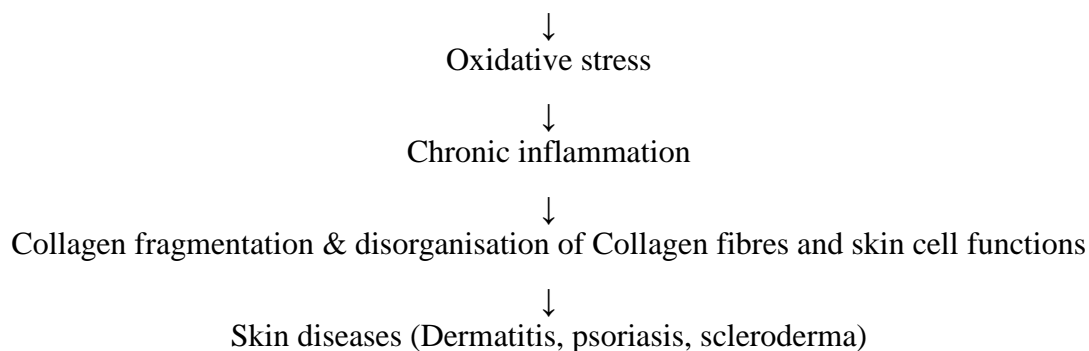 ↓
Oxidative stress
↓
Chronic inflammation
↓
Collagen fragmentation & disorganisation of Collagen fibres and skin cell functions
↓
Skin diseases (Dermatitis, psoriasis, scleroderma)